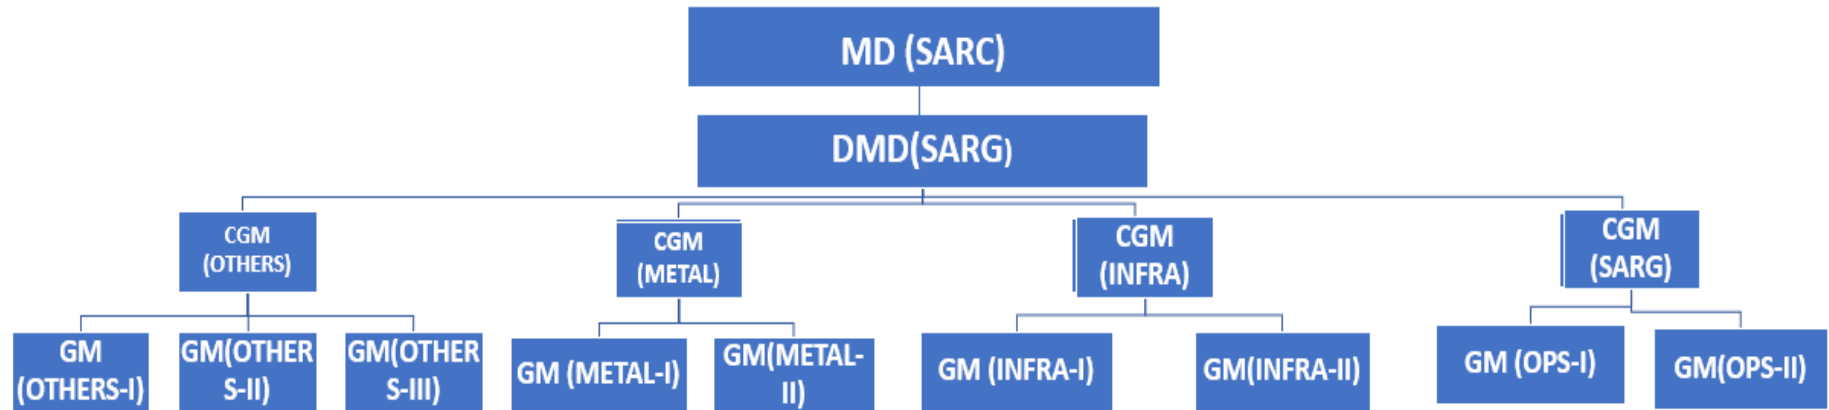 MD (SARC)
DMD(SARG)
CGM
(OTHERS)
CGM
(METAL)
CGM
(INFRA)
CGM
(SARG)
GM
(OTHERS-I)
GM(OTHER
S-II)
GM(OTHER
S-III)
GM (METAL-I)
GM(METAL-
II)
GM (INFRA-I)
GM(INFRA-II)
GM (OPS-I)
GM(OPS-II)